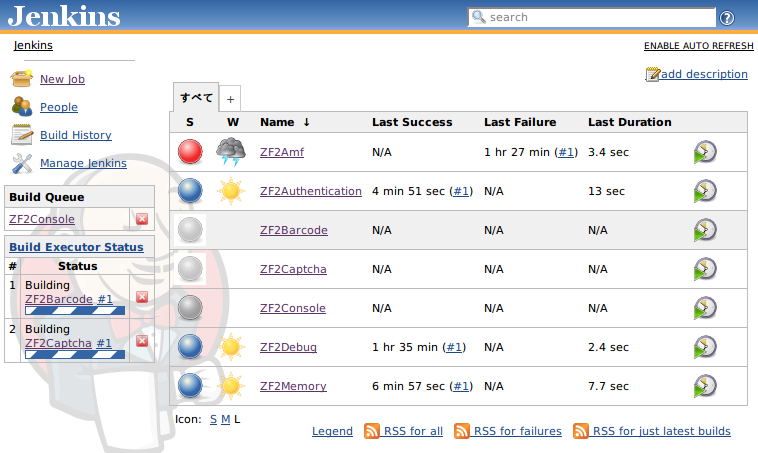 Jenkins
search
Jenkins
ENABLE AUTO REFRESH
New Job
People
Build History
Manage Jenkins
Build Queue
ZF2Console
Build Executor Status
# Status
1 Building
ZF2Barcode #1
2 Building
ZF2Captcha #1
add description
すべて +
S W Name ↓ Last Success Last Failure Last Duration
ZF2Amf N/A 1 hr 27 min (#1) 3.4 sec
ZF2Authentication 4 min 51 sec (#1) N/A 13 sec
ZF2Barcode N/A N/A N/A
ZF2Captcha N/A N/A N/A
ZF2Console N/A N/A N/A
ZF2Debug 1 hr 35 min (#1) N/A 2.4 sec
ZF2Memory 6 min 57 sec (#1) N/A 7.7 sec
Icon: S M L
Legend RSS for all RSS for failures RSS for just latest builds